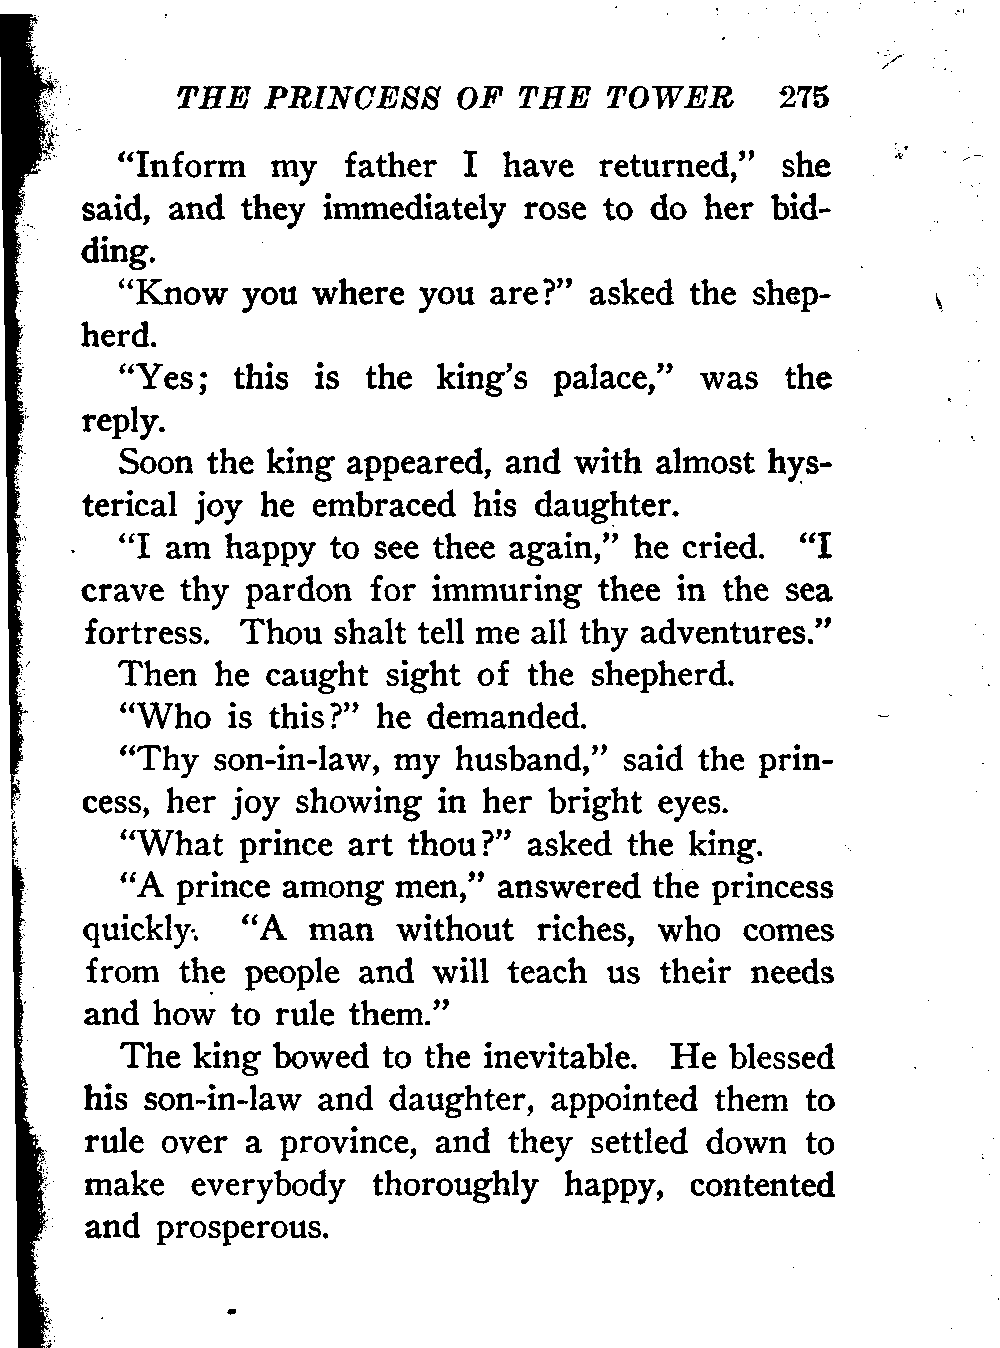 THE PRINCESS OF THE TOWER 275
“Inform my father I have returned,” she
said, and they immediately rose to do her bid-
ding.
“Know you where you are?” asked the shep-
herd.
“Yes; this is the king’s palace,” was the
reply.
Soon the king appeared, and with almost hys-
terical joy he embraced his daughter.
“I am happy to see thee again,” he cried. “I
crave thy pardon for immuring thee in the sea
fortress. Thou shalt tell me all thy adventures.”
Then he caught sight of the shepherd.
“Who is this?” he demanded.
“Thy son-in-law, my husband,” said the prin-
cess, her joy showing in her bright eyes.
“What prince art thou?” asked the king.
“A prince among men,” answered the princess
quickly. “A man without riches, who comes
from the people and will teach us their needs
and how to rule them.”
The king bowed to the inevitable. He blessed
his son-in-law and daughter, appointed them to
rule over a province, and they settled down to
make everybody thoroughly happy, contented
and prosperous.